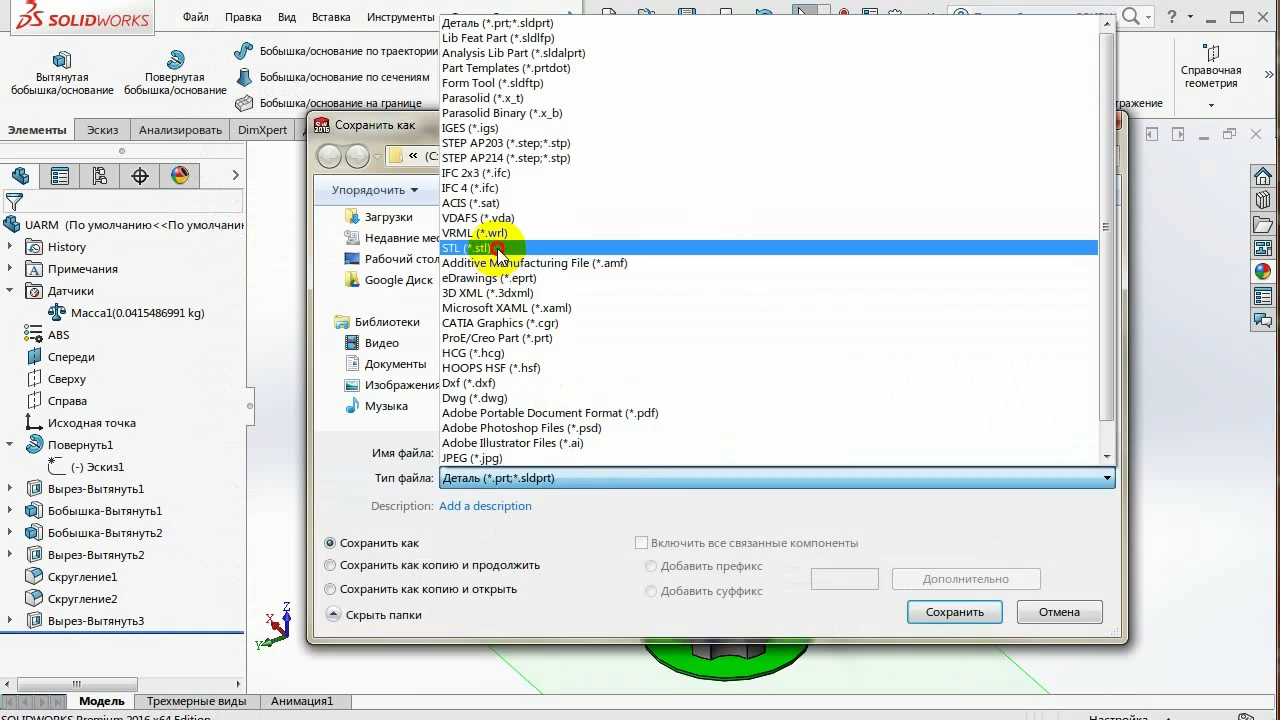 SOLIDWORKS
Файл
Правка
Вид
Вставка
Инструменты
Вытянутая
бобышка/основание
Повернутая
бобышка/основание
Бобышка/основание по траектории
Бобышка/основание по сечениям
Бобышка/основание на границе
Справочная
геометрия
Элементы
Эскиз
Анализировать
DimXpert
UARM (По умолчанию<<По умолчани
History
Примечания
Датчики
Масса1(0.0415486991 kg)
ABS
Спереди
Сверху
Справа
Исходная точка
Повернуть1
(-) Эскиз1
Вырез-Вытянуть1
Бобышка-Вытянуть1
Бобышка-Вытянуть2
Вырез-Вытянуть2
Скругление1
Скругление2
Вырез-Вытянуть3
Модель
Трехмерные виды
Анимация1
SOLIDWORKS Premium 2016 x64 Edition
Настройка
Сохранить как
« (C:
Упорядочить
Загрузки
Недавние мес
Рабочий стол
Google Диск
Библиотеки
Видео
Документы
Изображения
Музыка
Деталь (*.prt;*.sldprt)
Lib Feat Part (*.sldlfp)
Analysis Lib Part (*.sldalprt)
Part Templates (*.prtdot)
Form Tool (*.sldftp)
Parasolid (*.x_t)
Parasolid Binary (*.x_b)
IGES (*.igs)
STEP AP203 (*.step;*.stp)
STEP AP214 (*.step;*.stp)
IFC 2x3 (*.ifc)
IFC 4 (*.ifc)
ACIS (*.sat)
VDAFS (*.vda)
VRML (*.wrl)
STL (*.stl)
Additive Manufacturing File (*.amf)
eDrawings (*.eprt)
3D XML (*.3dxml)
Microsoft XAML (*.xaml)
CATIA Graphics (*.cgr)
ProE/Creo Part (*.prt)
HCG (*.hcg)
HOOPS HSF (*.hsf)
Dxf (*.dxf)
Dwg (*.dwg)
Adobe Portable Document Format (*.pdf)
Adobe Photoshop Files (*.psd)
Adobe Illustrator Files (*.ai)
JPEG (*.jpg)
Имя файла:
Тип файла:
Деталь (*.prt;*.sldprt)
Description:
Add a description
Сохранить как
Сохранить как копию и продолжить
Сохранить как копию и открыть
Включить все связанные компоненты
Добавить префикс
Добавить суффикс
Дополнительно
Скрыть папки
Сохранить
Отмена
Z
X
Y